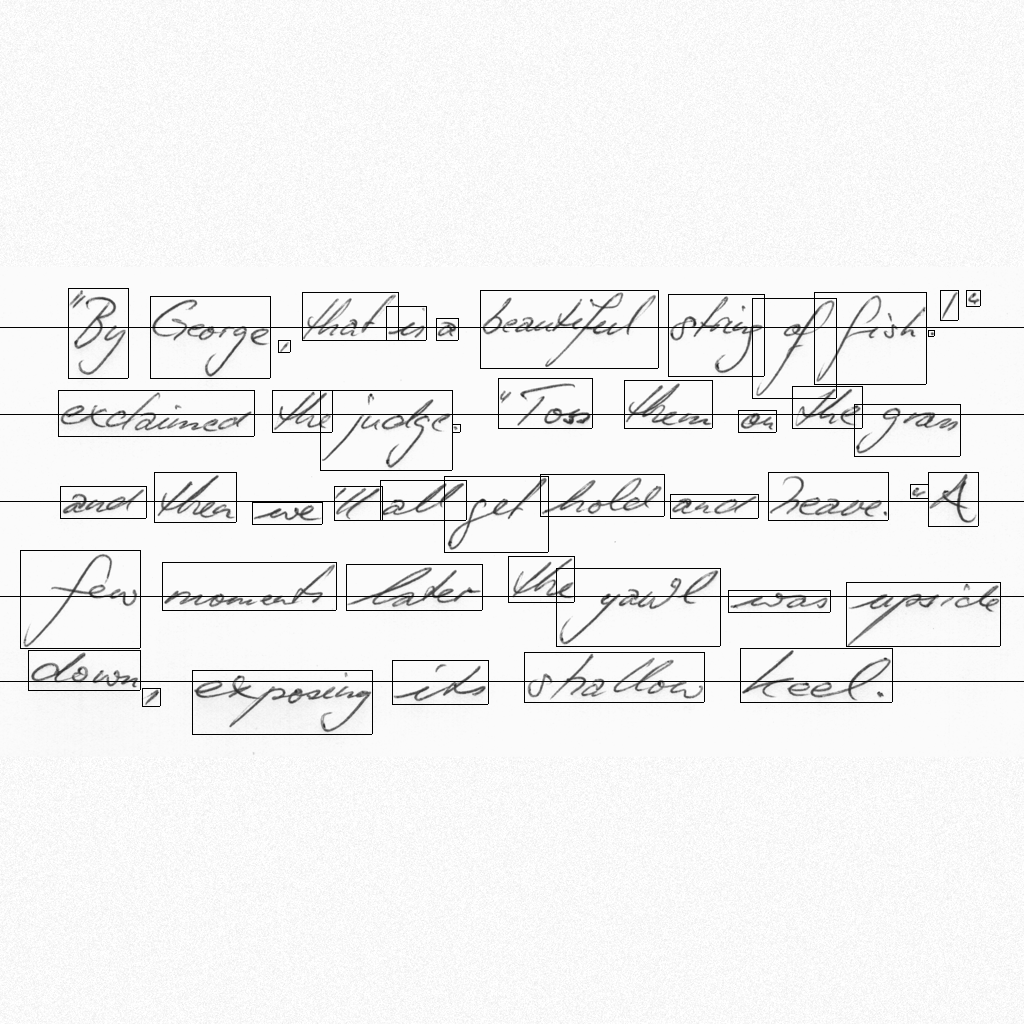 "By George, that is a beautiful string of fish.!"
exclaimed the judge. "Toss them on the gran
and then we'll all get hold and heave." A
few moments later the yawl was upside
down, exposing its shallow keel.